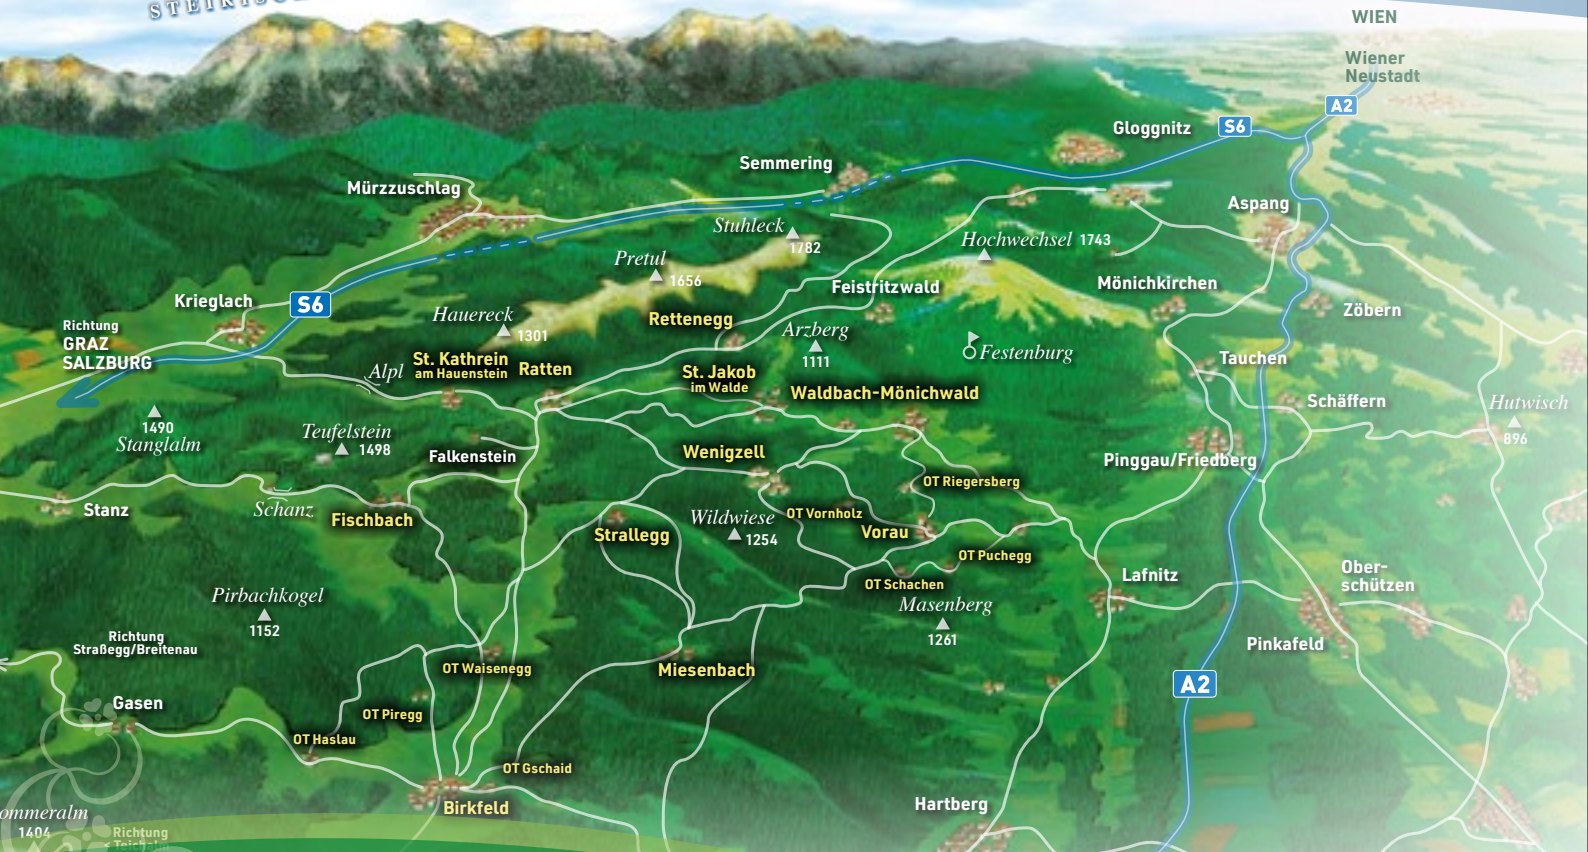 WIEN
Wiener
Neustadt
A2
S6
Gloggnitz
Semmering
Mürzzuschlag
Aspang
Stuhleck
1782
Hochwechsel 1743
Pretul
1656
Mönichkirchen
Feistritzwald
Krieglach
S6
Hauereck
1301
Rettenegg
Arzberg
1111
Zöbern
Richtung
GRAZ
SALZBURG
Festenburg
Tauchen
Alpl
St. Kathrein
am Hauenstein
Ratten
St. Jakob
im Walde
Waldbach-Mönichwald
Schäffern
Hutwisch
896
1490
Stanglalm
Teufelstein
1498
Falkenstein
Wenigzell
Pinggau/Friedberg
OT Riegersberg
Stanz
Schanz
Fischbach
Strallegg
Wildwiese
1254
OT Vornholz
Vorau
OT Puchegg
OT Schachen
Lafnitz
Ober-
schützen
Pirbachkogel
1152
Masenberg
1261
Richtung
Straßegg/Breitenau
OT Waisenegg
Miesenbach
Pinkafeld
A2
Gasen
OT Piregg
OT Haslau
OT Gschaid
Birkfeld
Hartberg
ommeralm
1404
Richtung